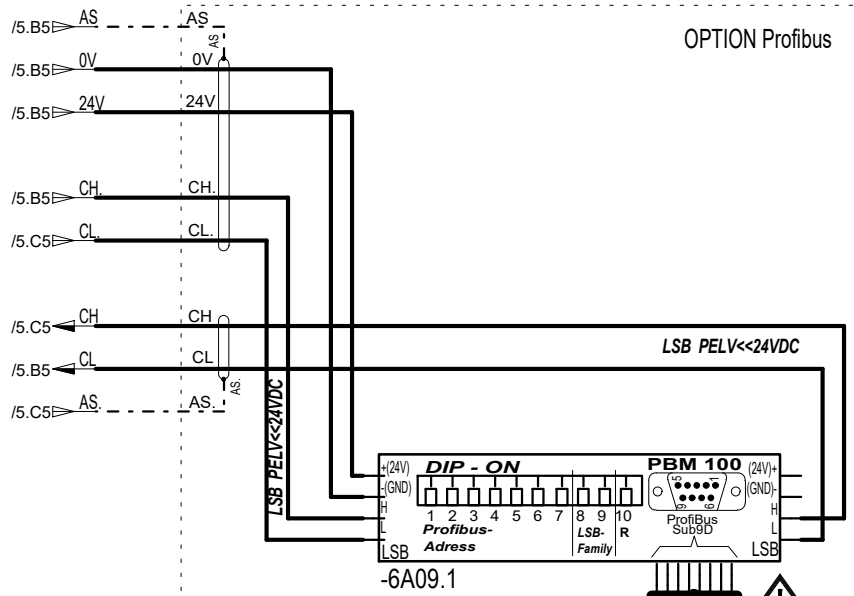 OPTION Profibus
/5.B5 AS AS
AS
/5.B5 0V 0V
/5.B5 24V 24V
/5.B5 CH. CH.
/5.C5 CL. CL.
/5.C5 CH CH
/5.B5 CL CL
AS.
/5.C5 AS. AS.
LSB PELV<<24VDC
LSB PELV<<24VDC
+(24V) DIP - ON PBM 100 (24V)+
-(GND) 5 1 (GND)-
H 9 6 H
1 2 3 4 5 6 7 8 9 10
L Profibus- LSB- R ProfiBus L
Adress Family Sub9D
LSB LSB
-6A09.1